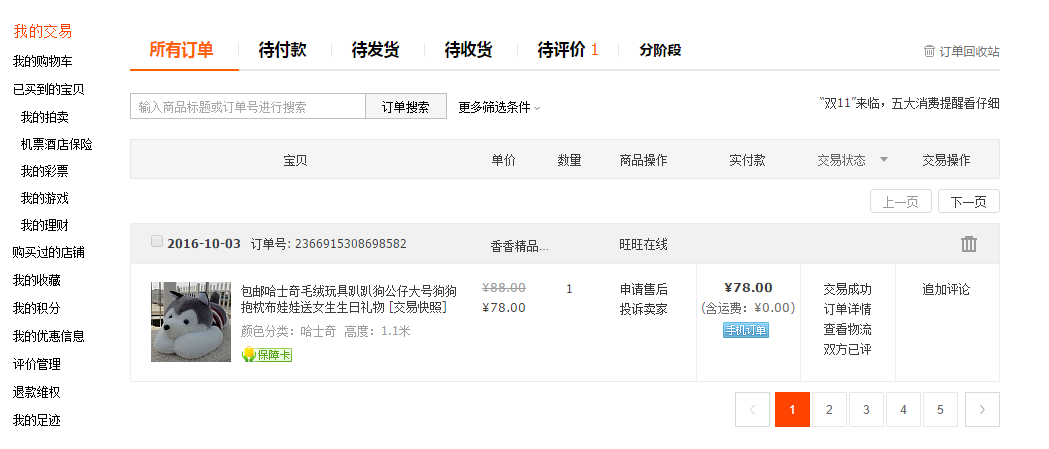 我的交易
我的购物车
已买到的宝贝
我的拍卖
机票酒店保险
我的彩票
我的游戏
我的理财
购买过的店铺
我的收藏
我的积分
我的优惠信息
评价管理
退款维权
我的足迹
所有订单 待付款 待发货 待收货 待评价 1 分阶段 订单回收站
输入商品标题或订单号进行搜索 订单搜索 更多筛选条件 “双11”来临，五大消费提醒看仔细
宝贝 单价 数量 商品操作 实付款 交易状态 交易操作
上一页 下一页
2016-10-03 订单号: 2366915308698582 香香精品... 旺旺在线
包邮哈士奇毛绒玩具趴趴狗公仔大号狗狗 ¥88.00 1 申请售后 ¥78.00 交易成功 追加评论
抱枕布娃娃送女生生日礼物 [交易快照] ¥78.00 投诉卖家 (含运费：¥0.00) 订单详情
颜色分类：哈士奇 高度：1.1米 手机订单 查看物流
保障卡 双方已评
< 1 2 3 4 5 >